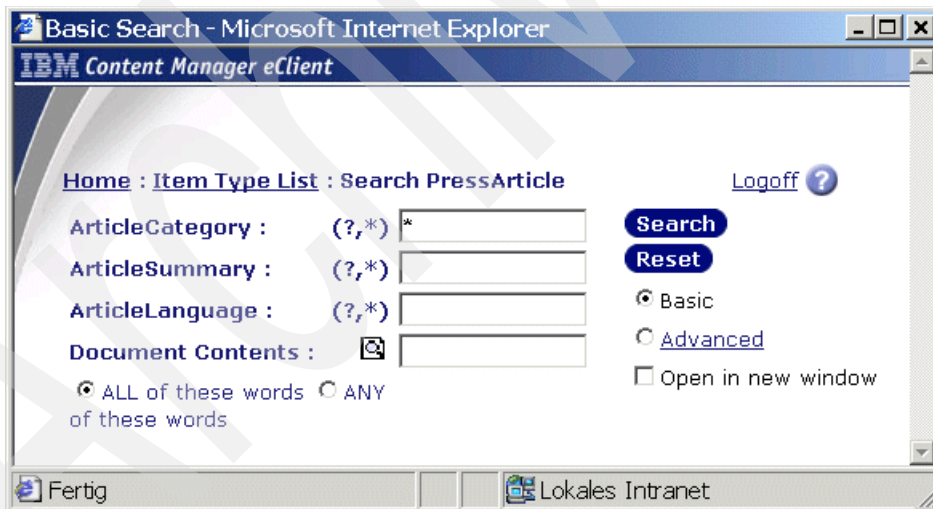 Basic Search - Microsoft Internet Explorer
IBM Content Manager eClient
Home : Item Type List : Search PressArticle Logoff ?
ArticleCategory : (?,*) * Search
Reset
ArticleSummary : (?,*)
Basic
ArticleLanguage : (?,*)
Advanced
Document Contents :
Open in new window
ALL of these words ANY
of these words
Fertig Lokales Intranet